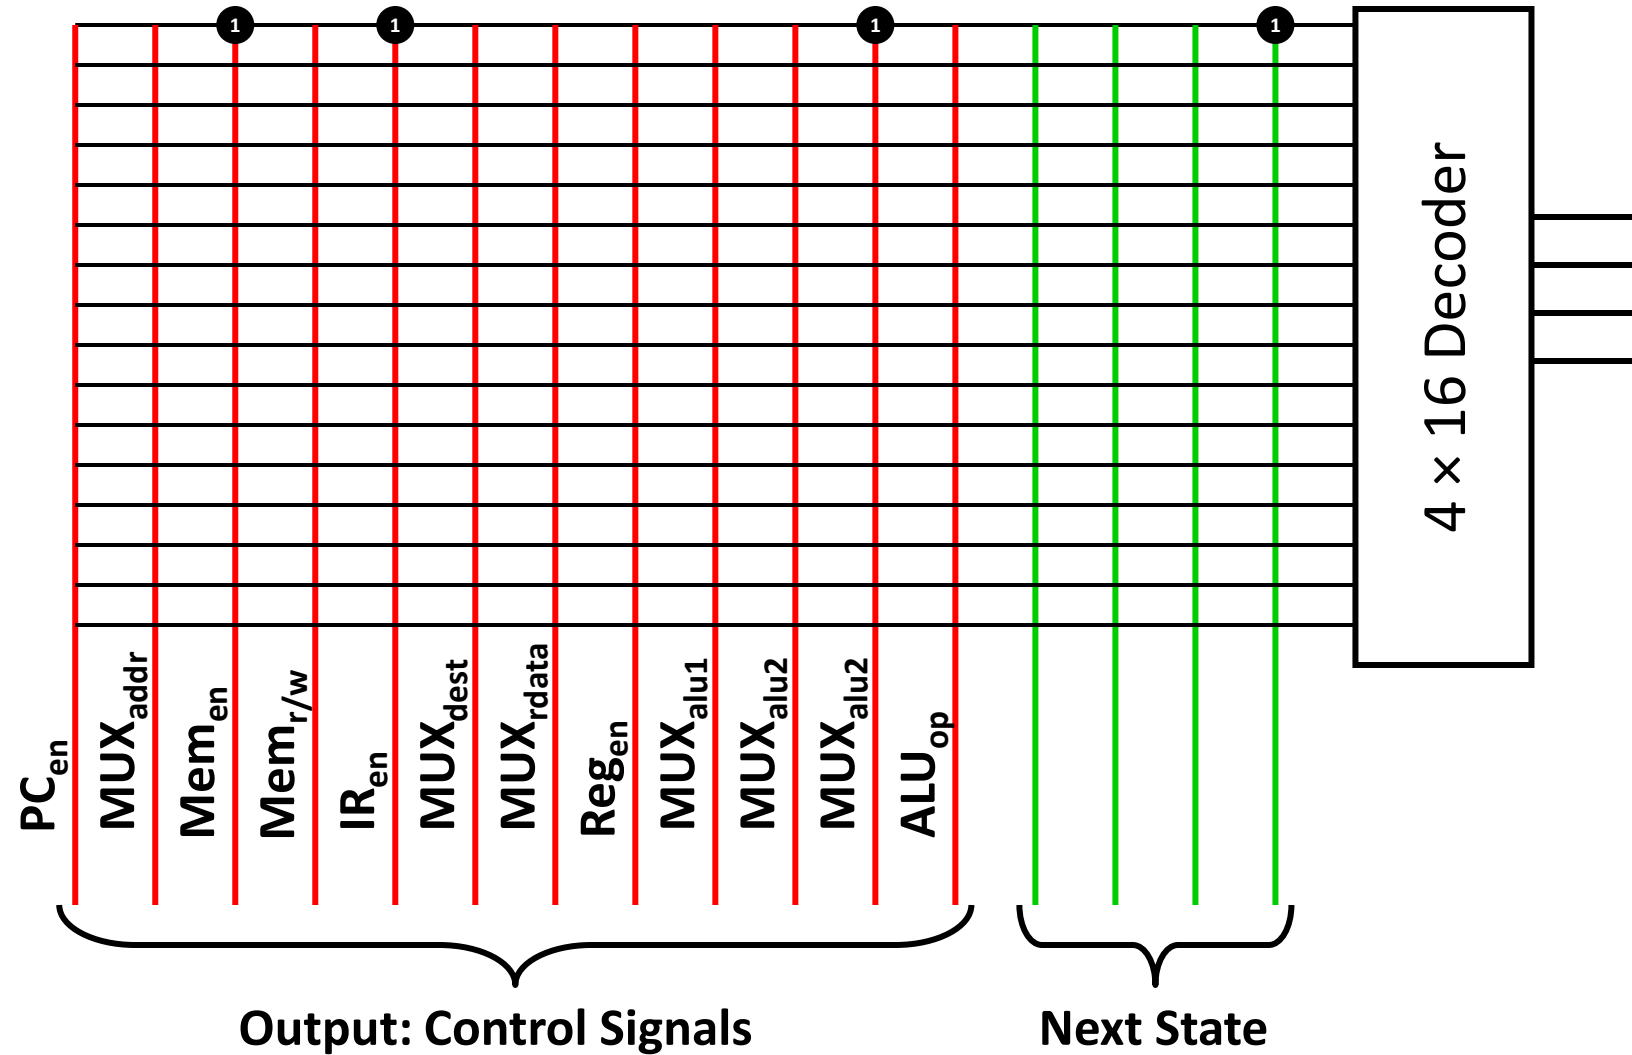 1 1 1 1
4 × 16 Decoder
PCen
MUXaddr
Memen
Memr/w
IRen
MUXdest
MUXrdata
Regen
MUXalu1
MUXalu2
MUXalu2
ALUop
Output: Control Signals
Next State